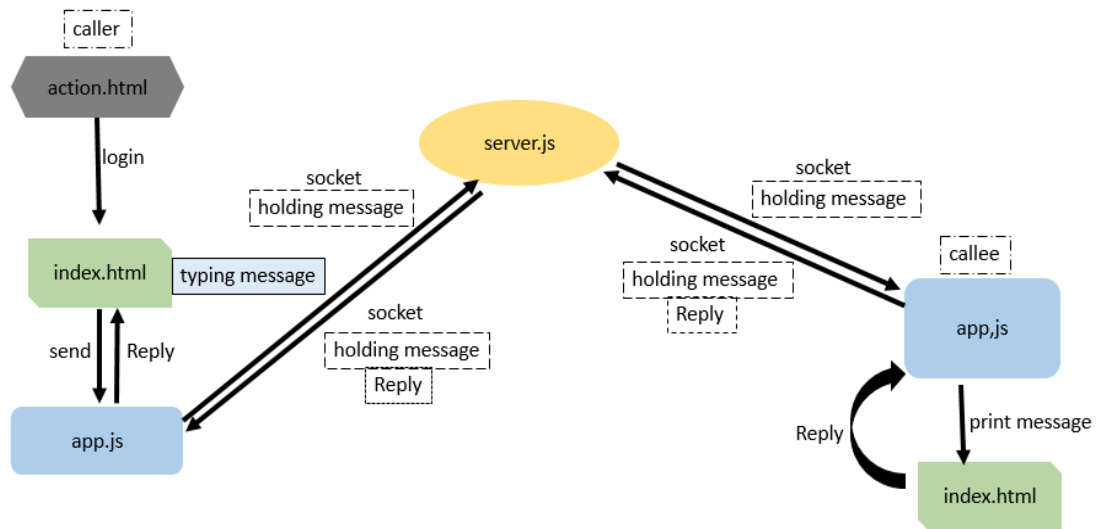 caller
action.html
login
server.js
socket
holding message
socket
holding message
socket
holding message
Reply
callee
index.html
typing message
socket
holding message
Reply
app,js
send
Reply
app.js
Reply
print message
index.html